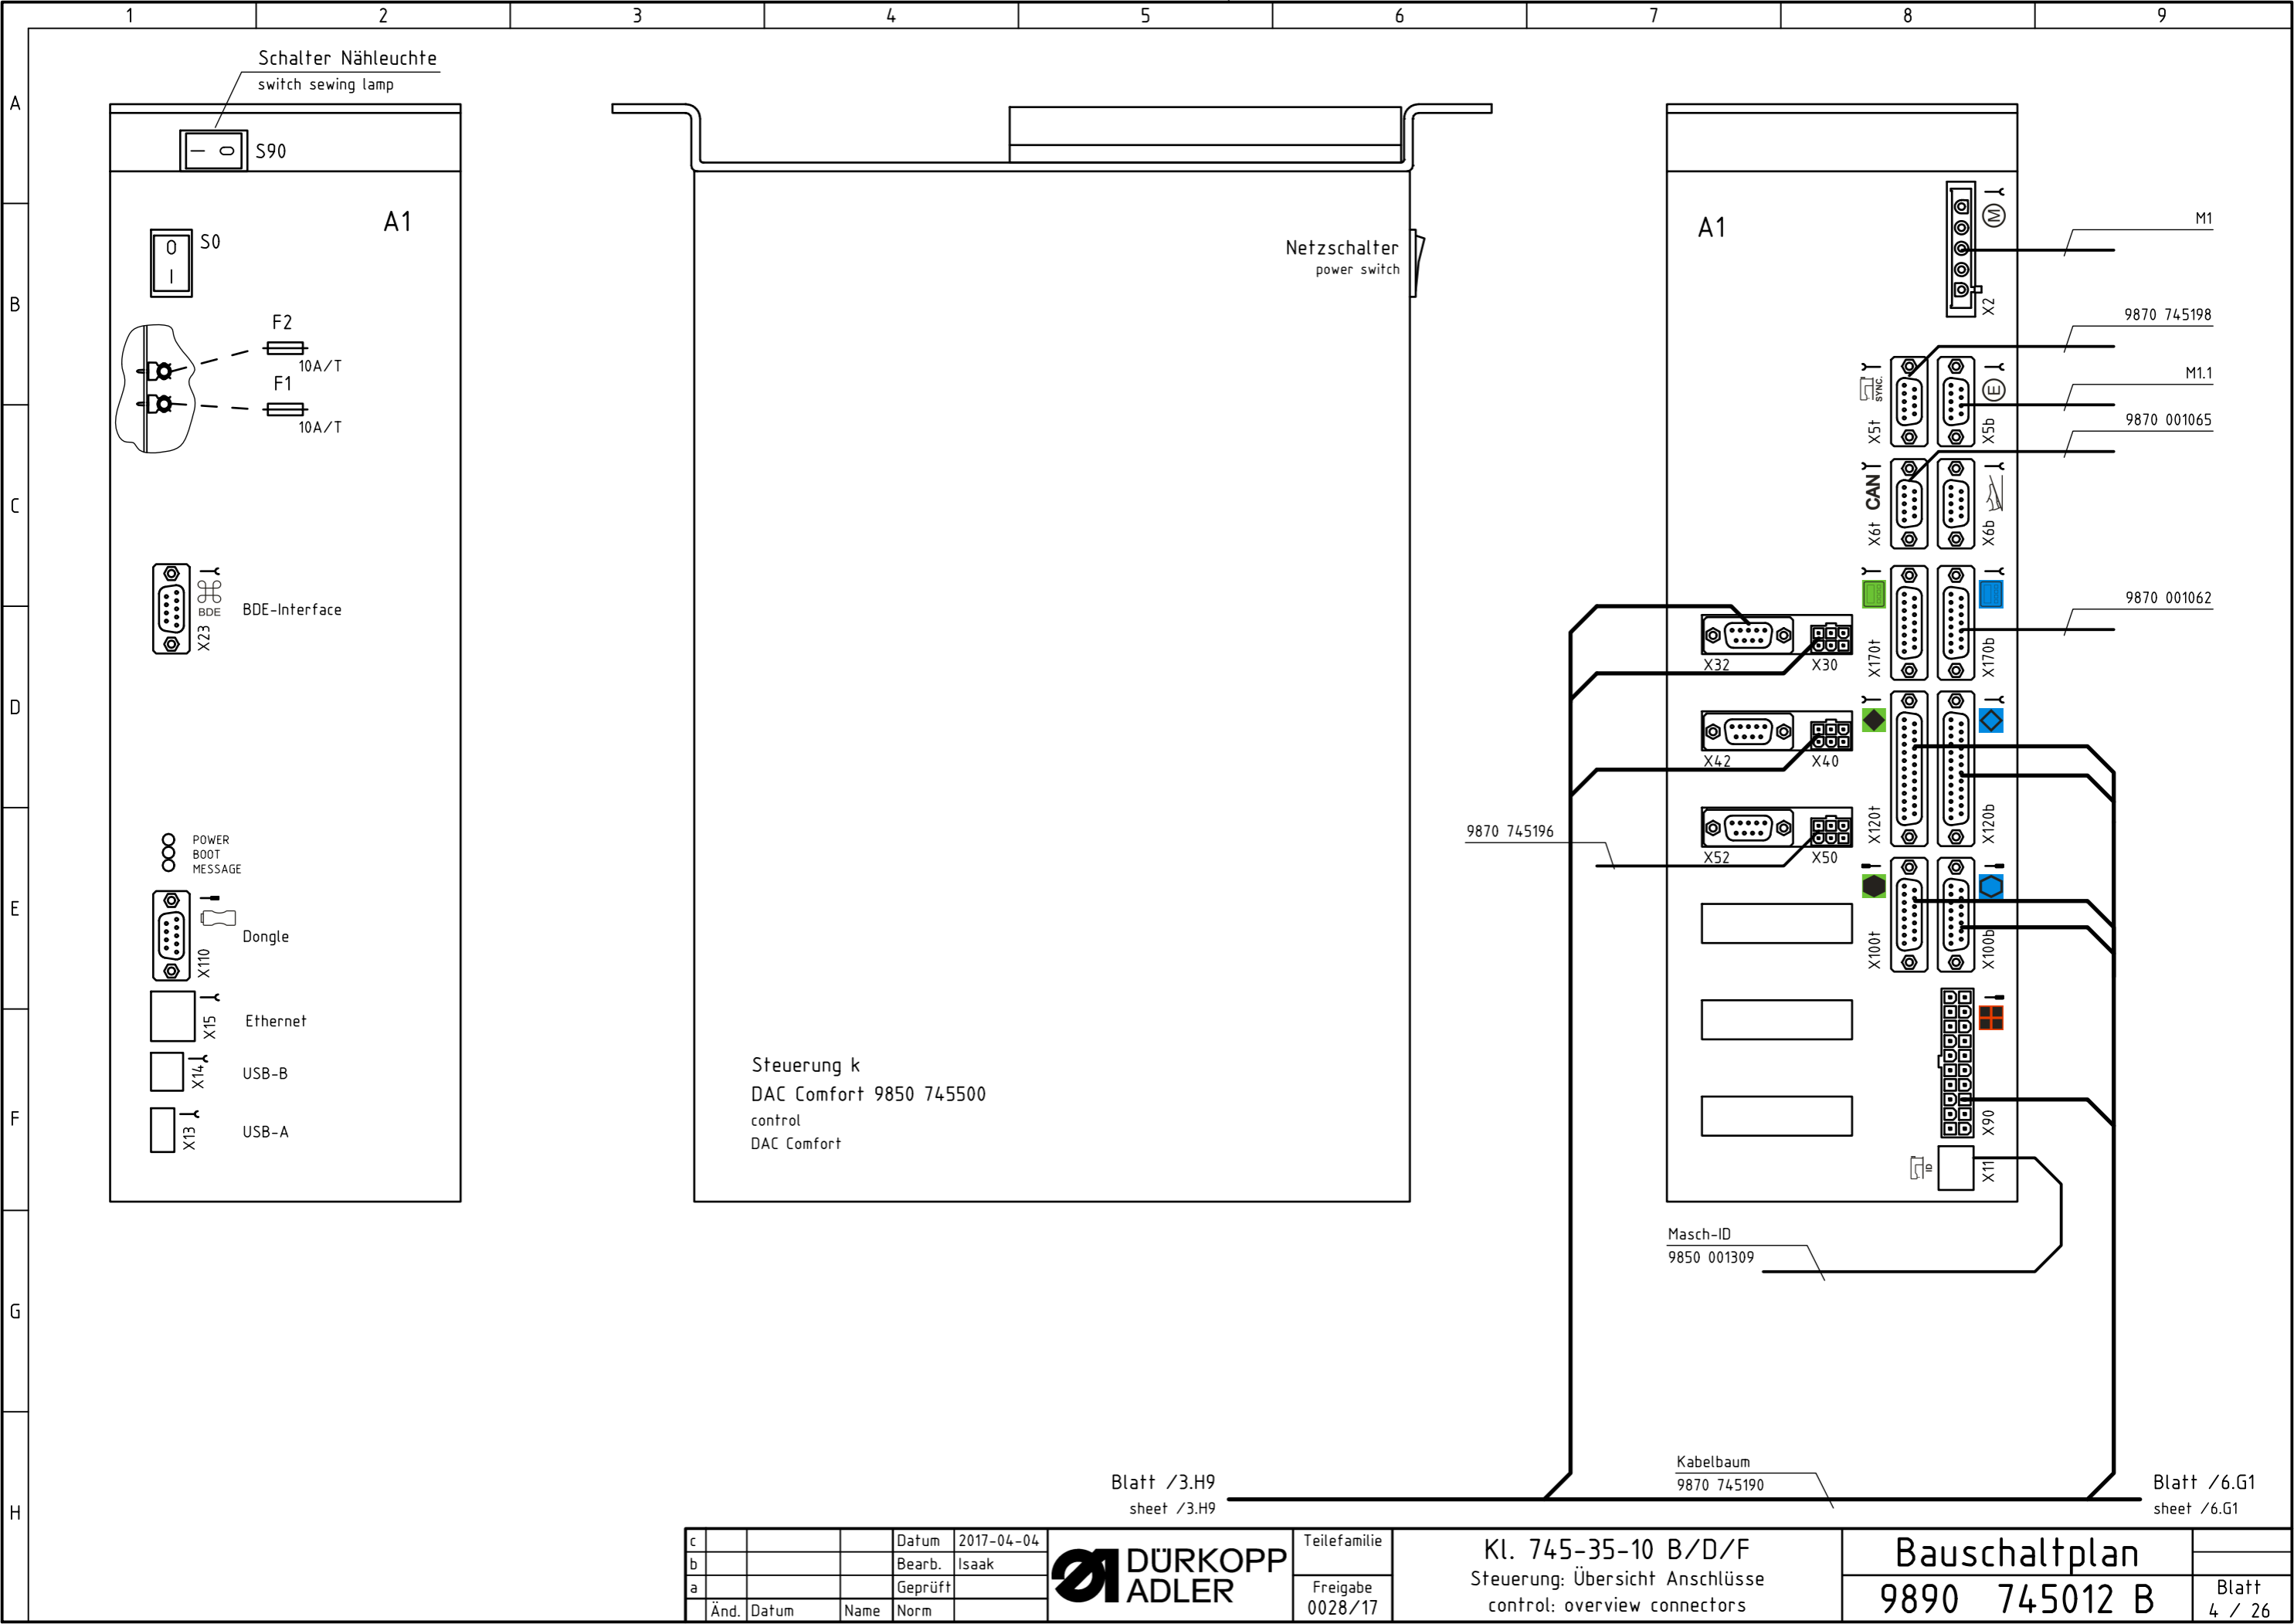 1 2 3 4 5 6 7 8 9
A
B
C
D
E
F
G
H
Schalter Nähleuchte
switch sewing lamp
S90
A1
S0
F2
10A/T
F1
10A/T
BDE
X23
BDE-Interface
POWER
BOOT
MESSAGE
X110
Dongle
X15
Ethernet
X14
USB-B
X13
USB-A
Netzschalter
power switch
Steuerung k
DAC Comfort 9850 745500
control
DAC Comfort
A1
M
X2
M1
9870 745198
SYNC.
E
X5t
X5b
M1.1
9870 001065
CAN
X6t
X6b
9870 001062
X170t
X170b
X32
X30
X42
X40
X120t
X120b
9870 745196
X52
X50
X100t
X100b
X90
ID
X11
Masch-ID
9850 001309
Kabelbaum
9870 745190
Blatt /3.H9
sheet /3.H9
Blatt /6.G1
sheet /6.G1
c
b
a
Änd. Datum Name Norm
Datum 2017-04-04
Bearb. Isaak
Geprüft
DÜRKOPP
ADLER
Teilefamilie
Freigabe
0028/17
Kl. 745-35-10 B/D/F
Steuerung: Übersicht Anschlüsse
control: overview connectors
Bauschaltplan
9890 745012 B
Blatt
4 / 26